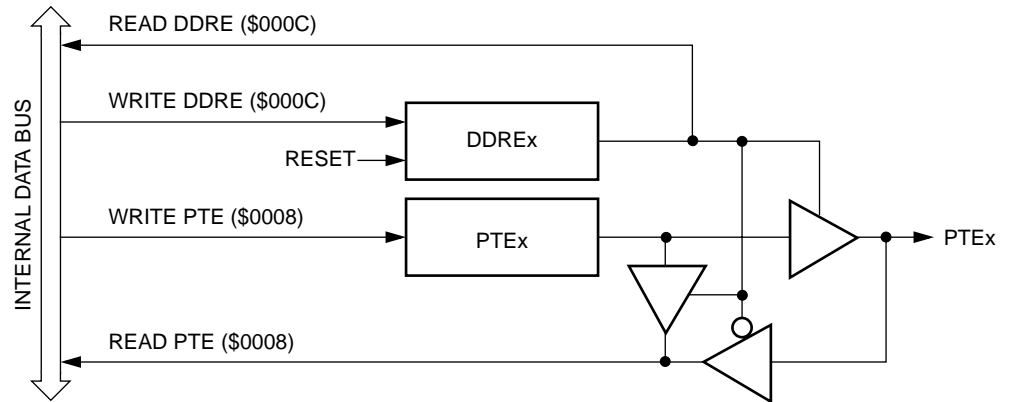 READ DDRE ($000C)
WRITE DDRE ($000C)
DDREx
RESET
WRITE PTE ($0008)
PTEx
PTEx
READ PTE ($0008)
INTERNAL DATA BUS